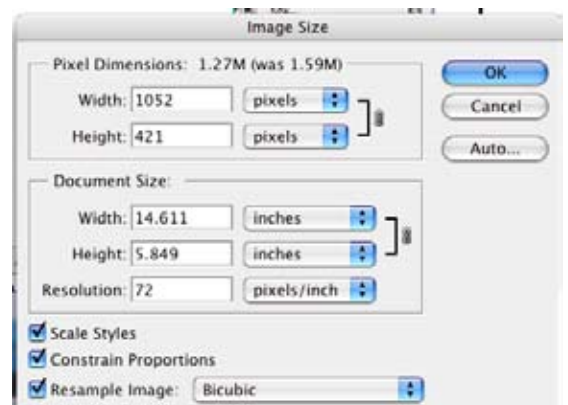 Image Size
Pixel Dimensions: 1.27M (was 1.59M)
Width: 1052 pixels
Height: 421 pixels
OK
Cancel
Auto...
Document Size:
Width: 14.611 inches
Height: 5.849 inches
Resolution: 72 pixels/inch
Scale Styles
Constrain Proportions
Resample Image: Bicubic